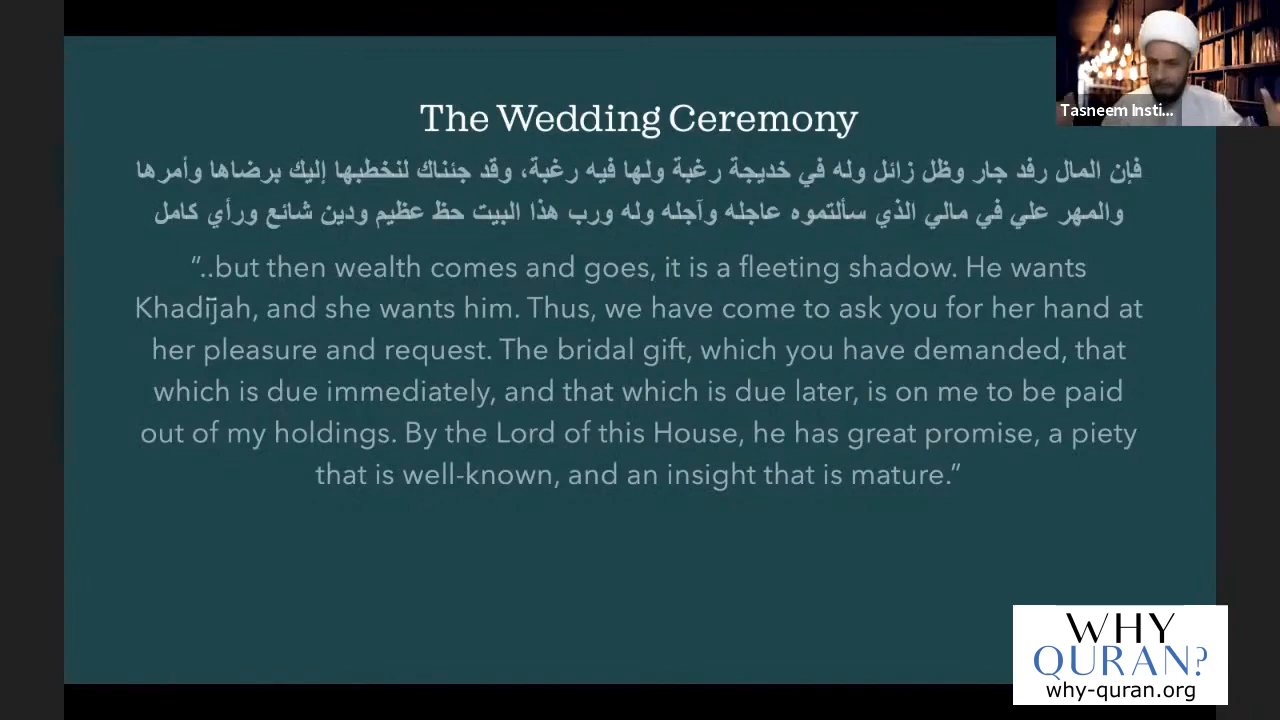 Tasneem Insti...
The Wedding Ceremony
فإن المال رفد جار وظل زائل وله في خديجة رغبة ولها فيه رغبة، وقد جئناك لنخطبها إليك برضاها وأمرها
والمهر علي في مالي الذي سألتموه عاجله وآجله وله ورب هذا البيت حظ عظيم ودين شائع ورأي كامل
“..but then wealth comes and goes, it is a fleeting shadow. He wants
Khadījah, and she wants him. Thus, we have come to ask you for her hand at
her pleasure and request. The bridal gift, which you have demanded, that
which is due immediately, and that which is due later, is on me to be paid
out of my holdings. By the Lord of this House, he has great promise, a piety
that is well-known, and an insight that is mature.”
WHY
QURAN?
why-quran.org